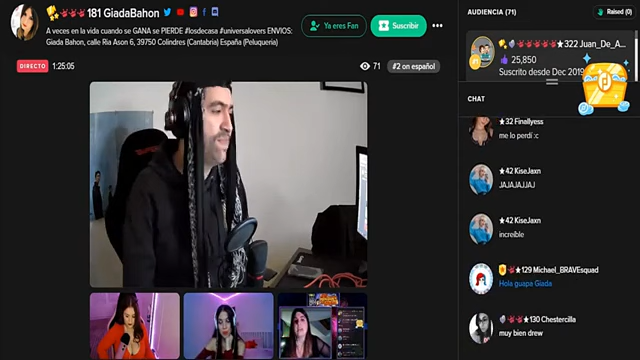 181 GiadaBahon
A veces en la vida cuando se GANA se PIERDE #losdecasa #universalovers ENVIOS:
Giada Bahon, calle Ria Ason 6, 39750 Colindres (Cantabria) España (Peluqueria)
Ya eres Fan
Suscribir
DIRECTO
1:25:05
71
#2 en español
AUDIENCIA (71)
Raised (0)
322 Juan_De_A...
25,850
Suscrito desde Dec 2019
CHAT
32 Finallyess
me lo perdí :c
42 KiseJaxn
JAJAJAJJAJ
42 KiseJaxn
increible
129 Michael_BRAVEsquad
Hola guapa Giada
130 Chestercilla
muy bien drew